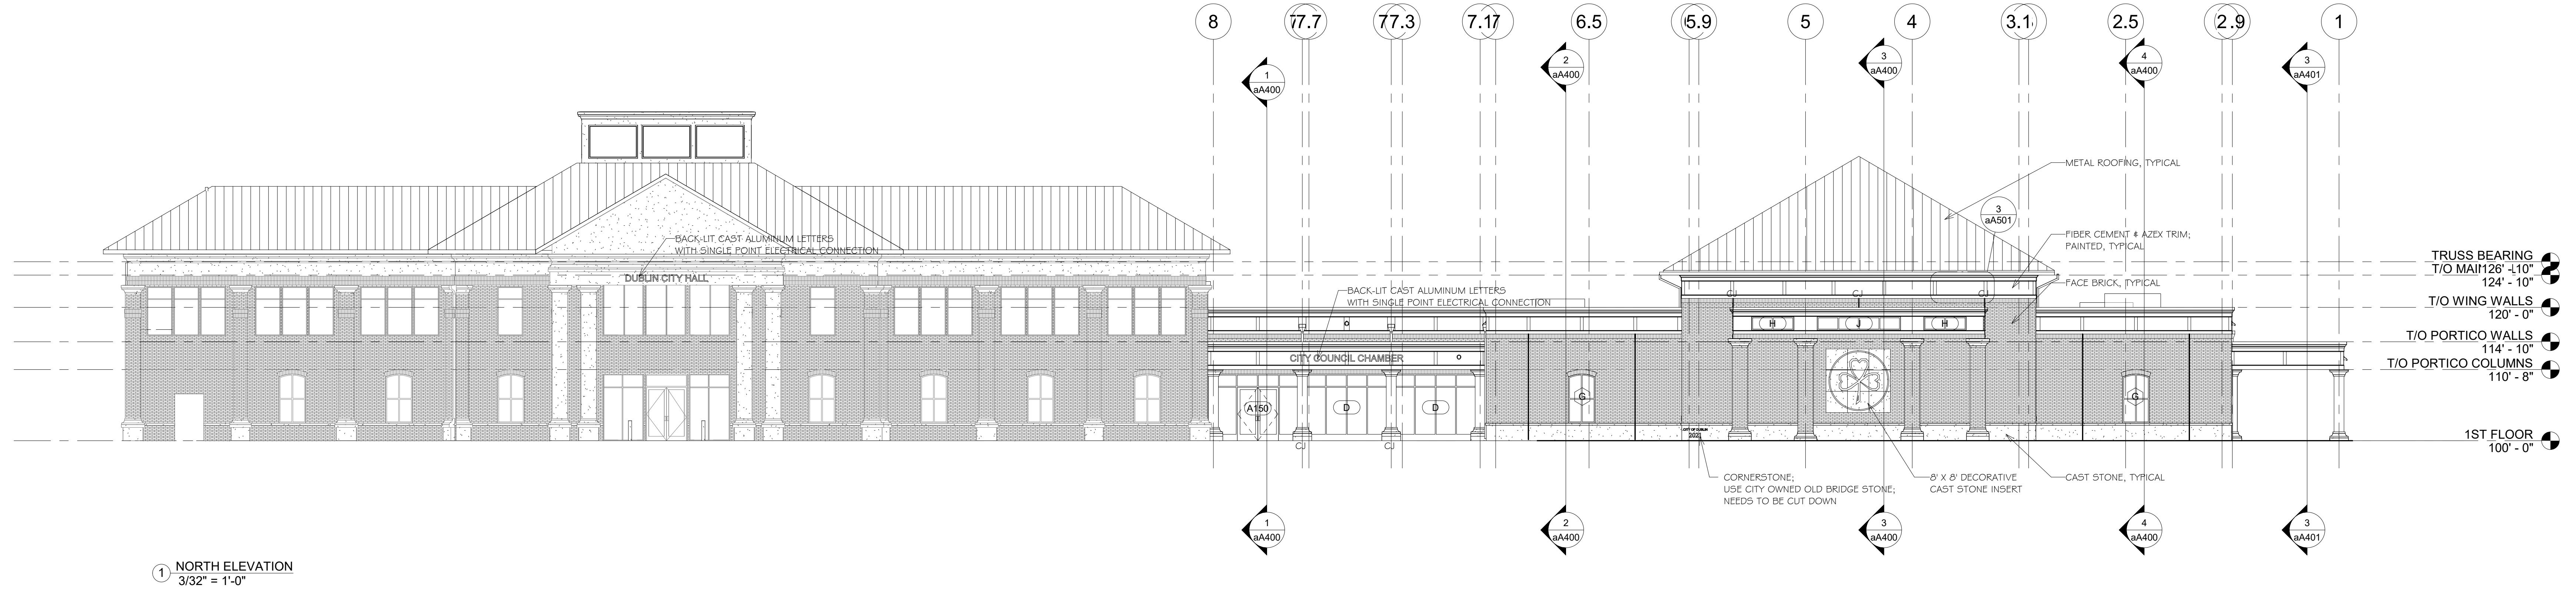 8
7.7
7.3
7.1
7
6.5
5.9
5
4
3.1
2.5
2.9
1
1
aA400
2
aA400
3
aA400
4
aA400
3
aA401
METAL ROOFING, TYPICAL
3
aA501
FIBER CEMENT & AZEX TRIM;
PAINTED, TYPICAL
BACK-LIT CAST ALUMINUM LETTERS
WITH SINGLE POINT ELECTRICAL CONNECTION
DUBLIN CITY HALL
FACE BRICK, TYPICAL
BACK-LIT CAST ALUMINUM LETTERS
WITH SINGLE POINT ELECTRICAL CONNECTION
CJ
CJ
CJ
H
J
H
CITY COUNCIL CHAMBER
A150
D
D
G
G
CITY OF DUBLIN
CJ
CJ
TRUSS BEARING
126' - 10"
124' - 10"
T/O WING WALLS
120' - 0"
T/O PORTICO WALLS
114' - 10"
T/O PORTICO COLUMNS
110' - 8"
1ST FLOOR
100' - 0"
CORNERSTONE;
USE CITY OWNED OLD BRIDGE STONE;
NEEDS TO BE CUT DOWN
8' X 8' DECORATIVE
CAST STONE INSERT
CAST STONE, TYPICAL
1
aA400
2
aA400
3
aA400
4
aA400
3
aA401
1
NORTH ELEVATION
3/32" = 1'-0"